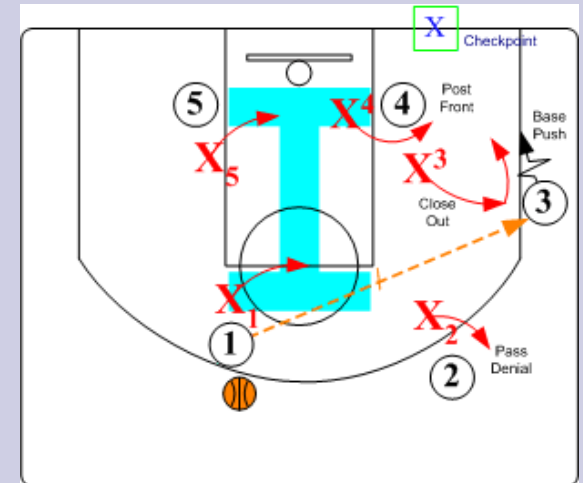 X
Checkpoint
5
X4
4
Post
Front
Base
Push
X5
X3
Close
Out
3
X1
1
X2
2
Pass
Denial